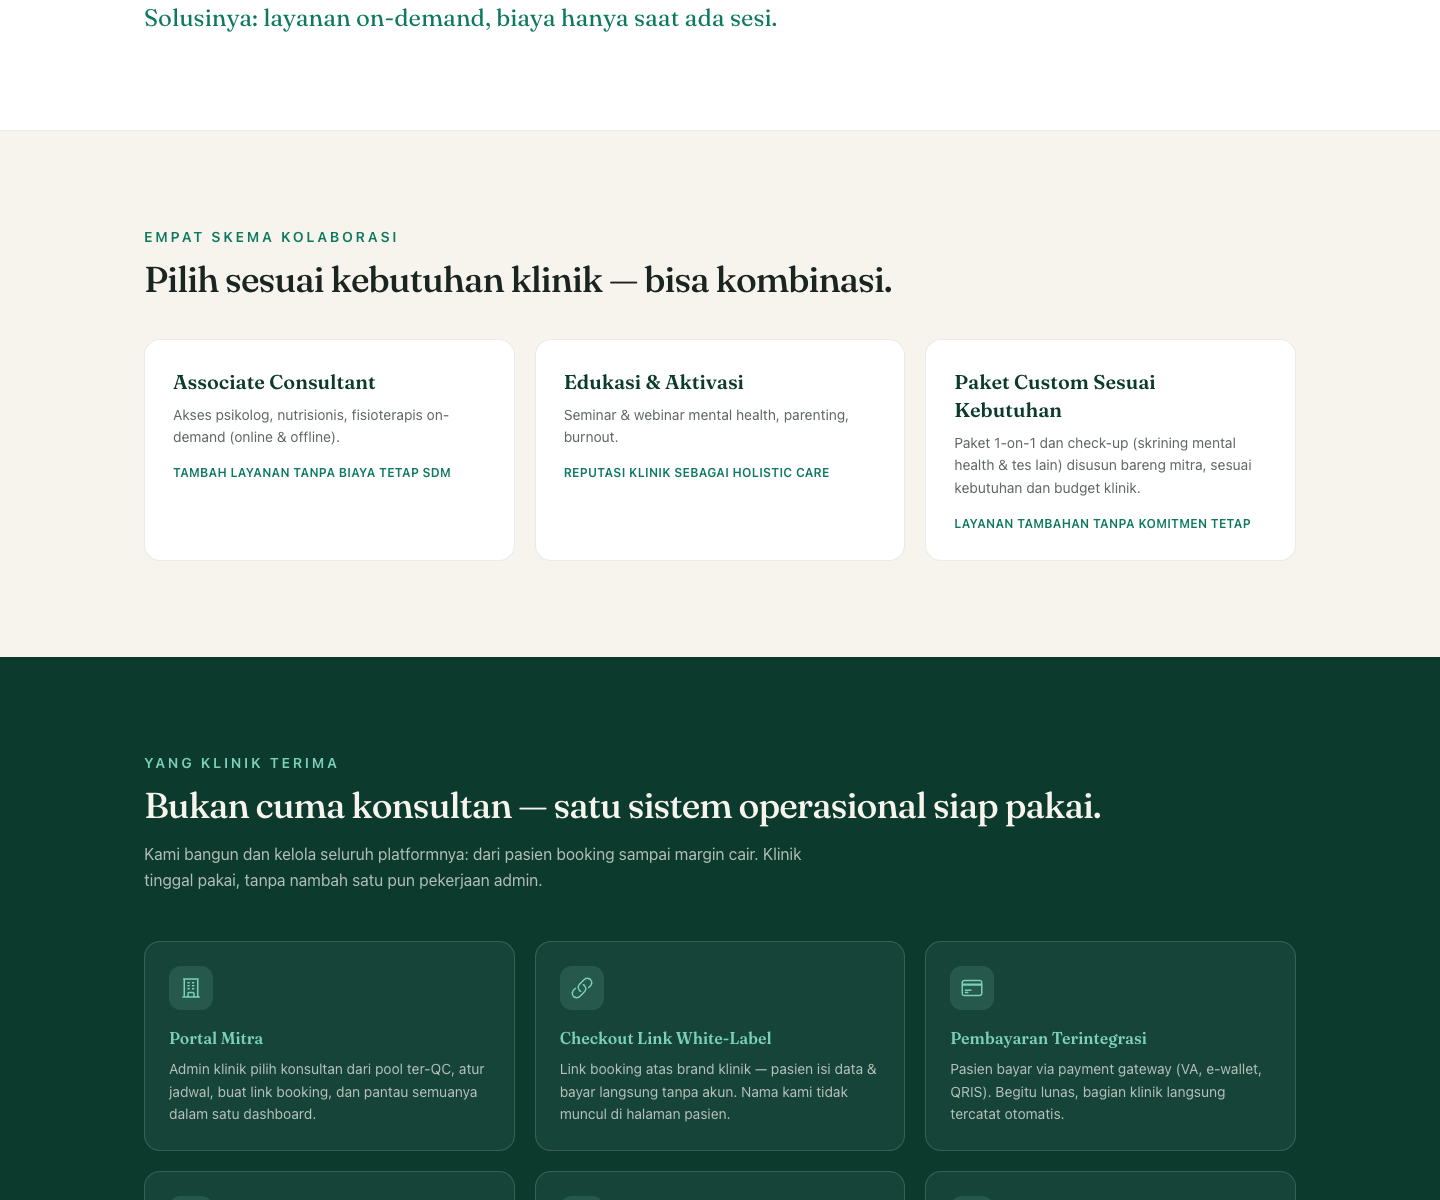 Solusinya: layanan on-demand, biaya hanya saat ada sesi.
EMPAT SKEMA KOLABORASI
Pilih sesuai kebutuhan klinik — bisa kombinasi.
Associate Consultant
Akses psikolog, nutrisionis, fisioterapis on-
demand (online & offline).
TAMBAH LAYANAN TANPA BIAYA TETAP SDM
Edukasi & Aktivasi
Seminar & webinar mental health, parenting,
burnout.
REPUTASI KLINIK SEBAGAI HOLISTIC CARE
Paket Custom Sesuai
Kebutuhan
Paket 1-on-1 dan check-up (skrining mental
health & tes lain) disusun bareng mitra, sesuai
kebutuhan dan budget klinik.
LAYANAN TAMBAHAN TANPA KOMITMEN TETAP
YANG KLINIK TERIMA
Bukan cuma konsultan — satu sistem operasional siap pakai.
Kami bangun dan kelola seluruh platformnya: dari pasien booking sampai margin cair. Klinik
tinggal pakai, tanpa nambah satu pun pekerjaan admin.
Portal Mitra
Admin klinik pilih konsultan dari pool ter-QC, atur
jadwal, buat link booking, dan pantau semuanya
dalam satu dashboard.
Checkout Link White-Label
Link booking atas brand klinik — pasien isi data &
bayar langsung tanpa akun. Nama kami tidak
muncul di halaman pasien.
Pembayaran Terintegrasi
Pasien bayar via payment gateway (VA, e-wallet,
QRIS). Begitu lunas, bagian klinik langsung
tercatat otomatis.